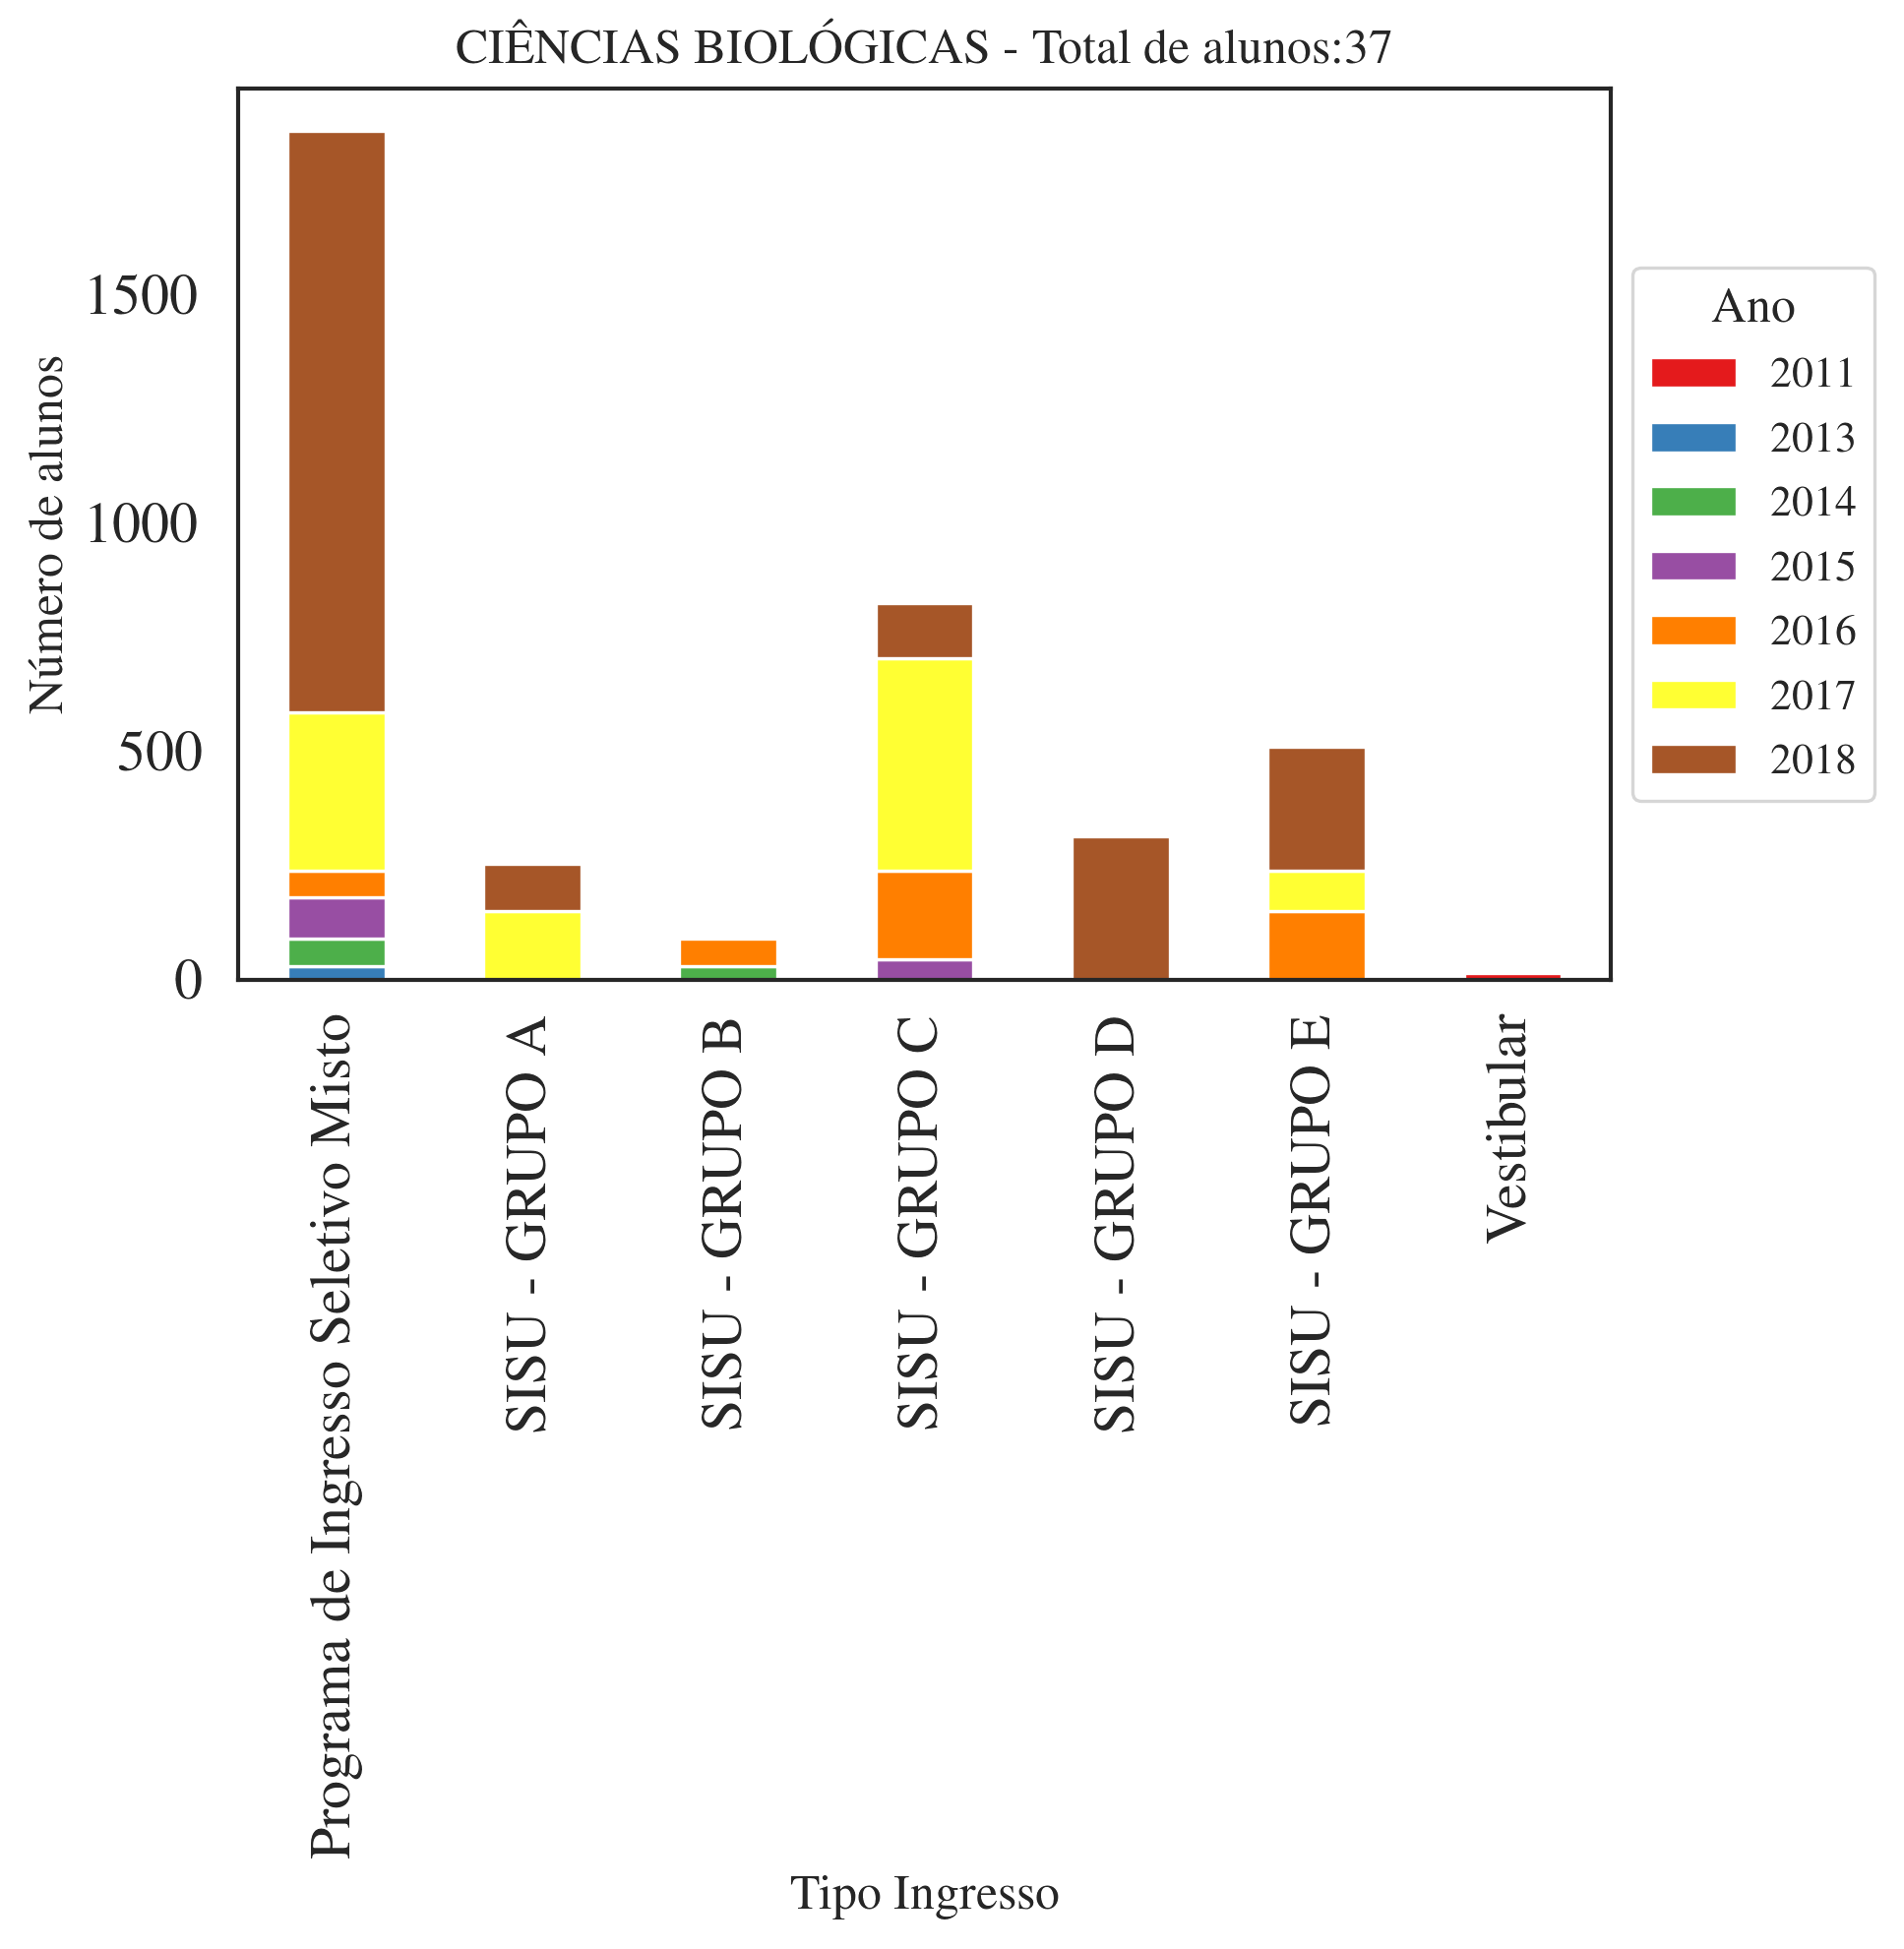 CIÊNCIAS BIOLÓGICAS - Total de alunos:37
Número de alunos
1500
1000
500
0
Ano
2011
2013
2014
2015
2016
2017
2018
Programa de Ingresso Seletivo Misto
SISU - GRUPO A
SISU - GRUPO B
SISU - GRUPO C
SISU - GRUPO D
SISU - GRUPO E
Vestibular
Tipo Ingresso